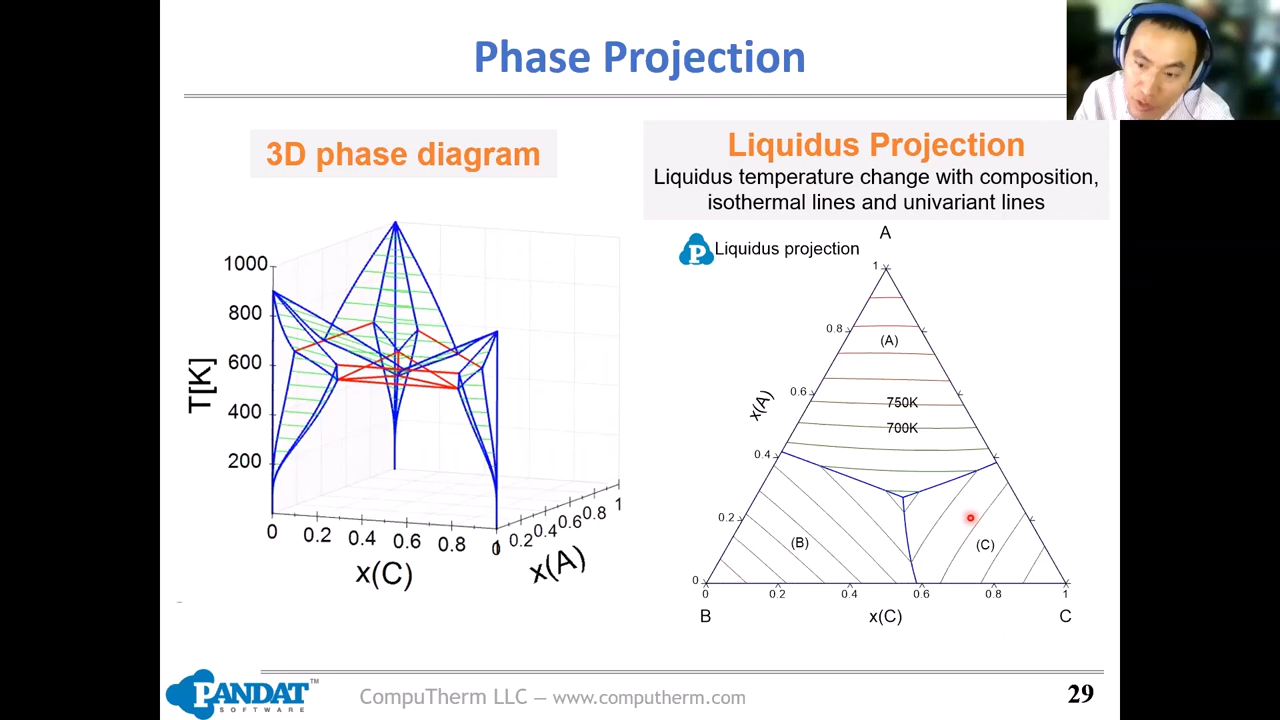 Phase Projection
3D phase diagram
Liquidus Projection
Liquidus temperature change with composition,
isothermal lines and univariant lines
1000
800
600
400
200
T[K]
0 0.2 0.4 0.6 0.8
x(C)
0.2 0.4 0.6 0.8 1
x(A)
P Liquidus projection
A
1
0.8
(A)
0.6
750K
x(A)
700K
0.4
0.2
(B)
(C)
0
0 0.2 0.4 0.6 0.8 1
B x(C) C
PANDAT TM
SOFTWARE
CompuTherm LLC – www.computherm.com
29